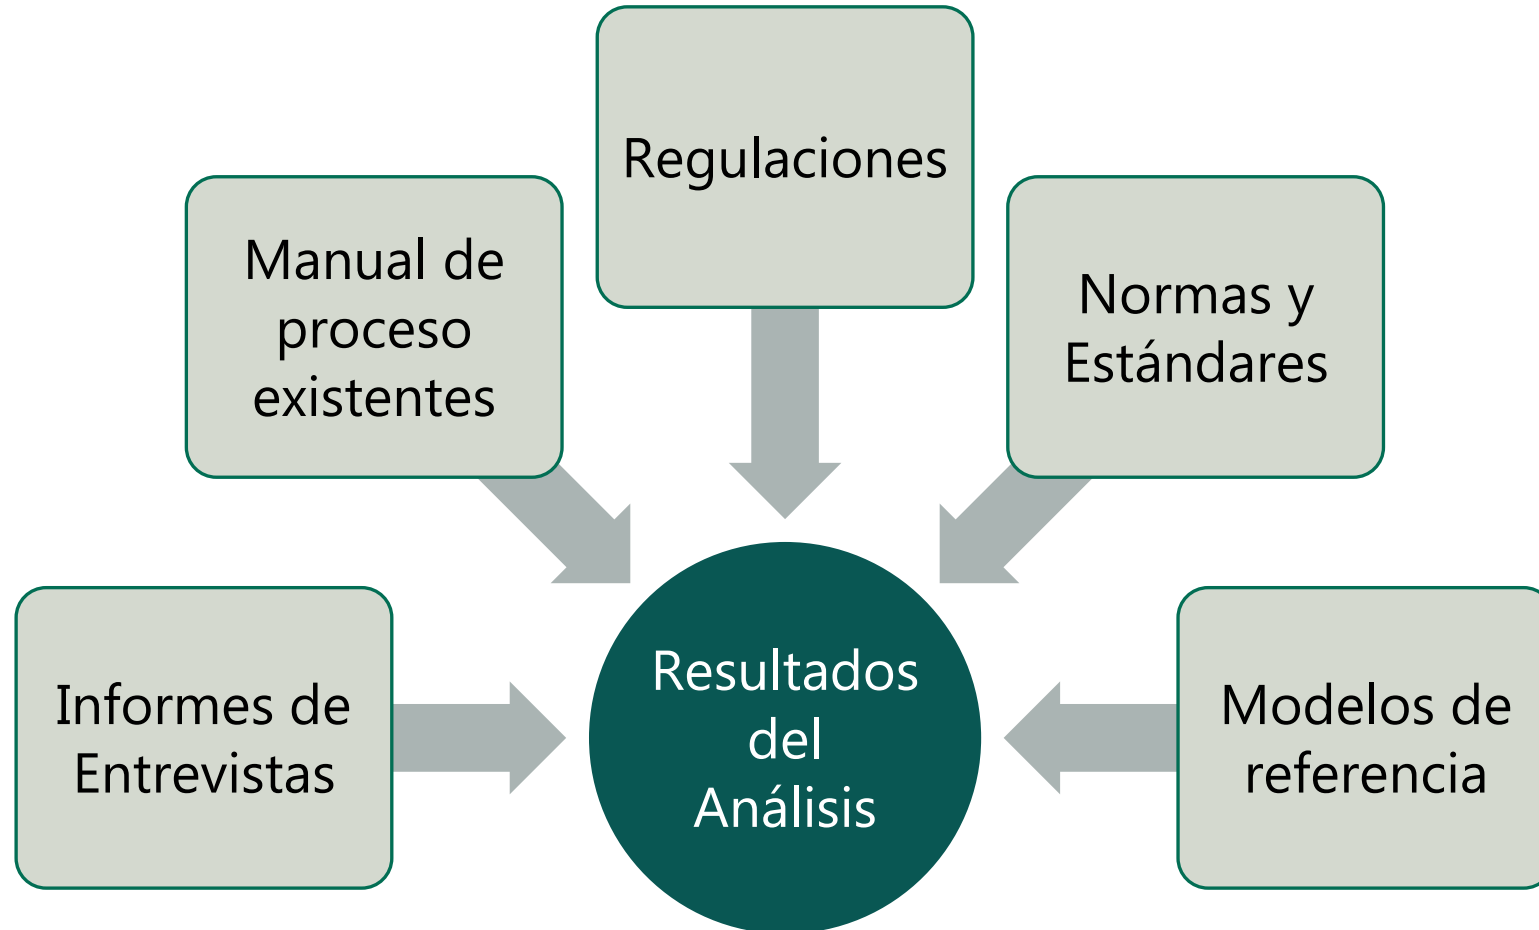 Regulaciones
Manual de
proceso
existentes
Normas y
Estándares
Informes de
Entrevistas
Resultados
del
Análisis
Modelos de
referencia